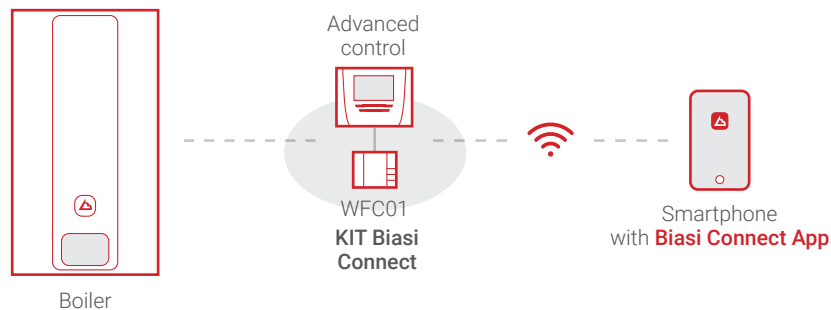 Advanced
control
WFC01
KIT Biasi
Connect
Smartphone
with Biasi Connect App
Boiler